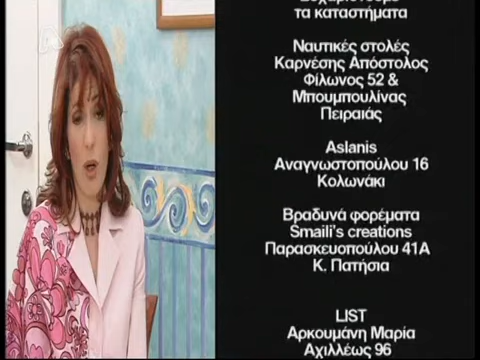 Ευχαριστούμε
τα καταστήματα
Ναυτικές στολές
Καρνέσης Απόστολος
Φίλωνος 52 &
Μπουμπουλίνας
Πειραιάς
Aslanis
Αναγνωστοπούλου 16
Κολωνάκι
Βραδυνά φορέματα
Smaili's creations
Παρασκευοπούλου 41Α
Κ. Πατήσια
LIST
Αρκουμάνη Μαρία
Αχιλλέως 96